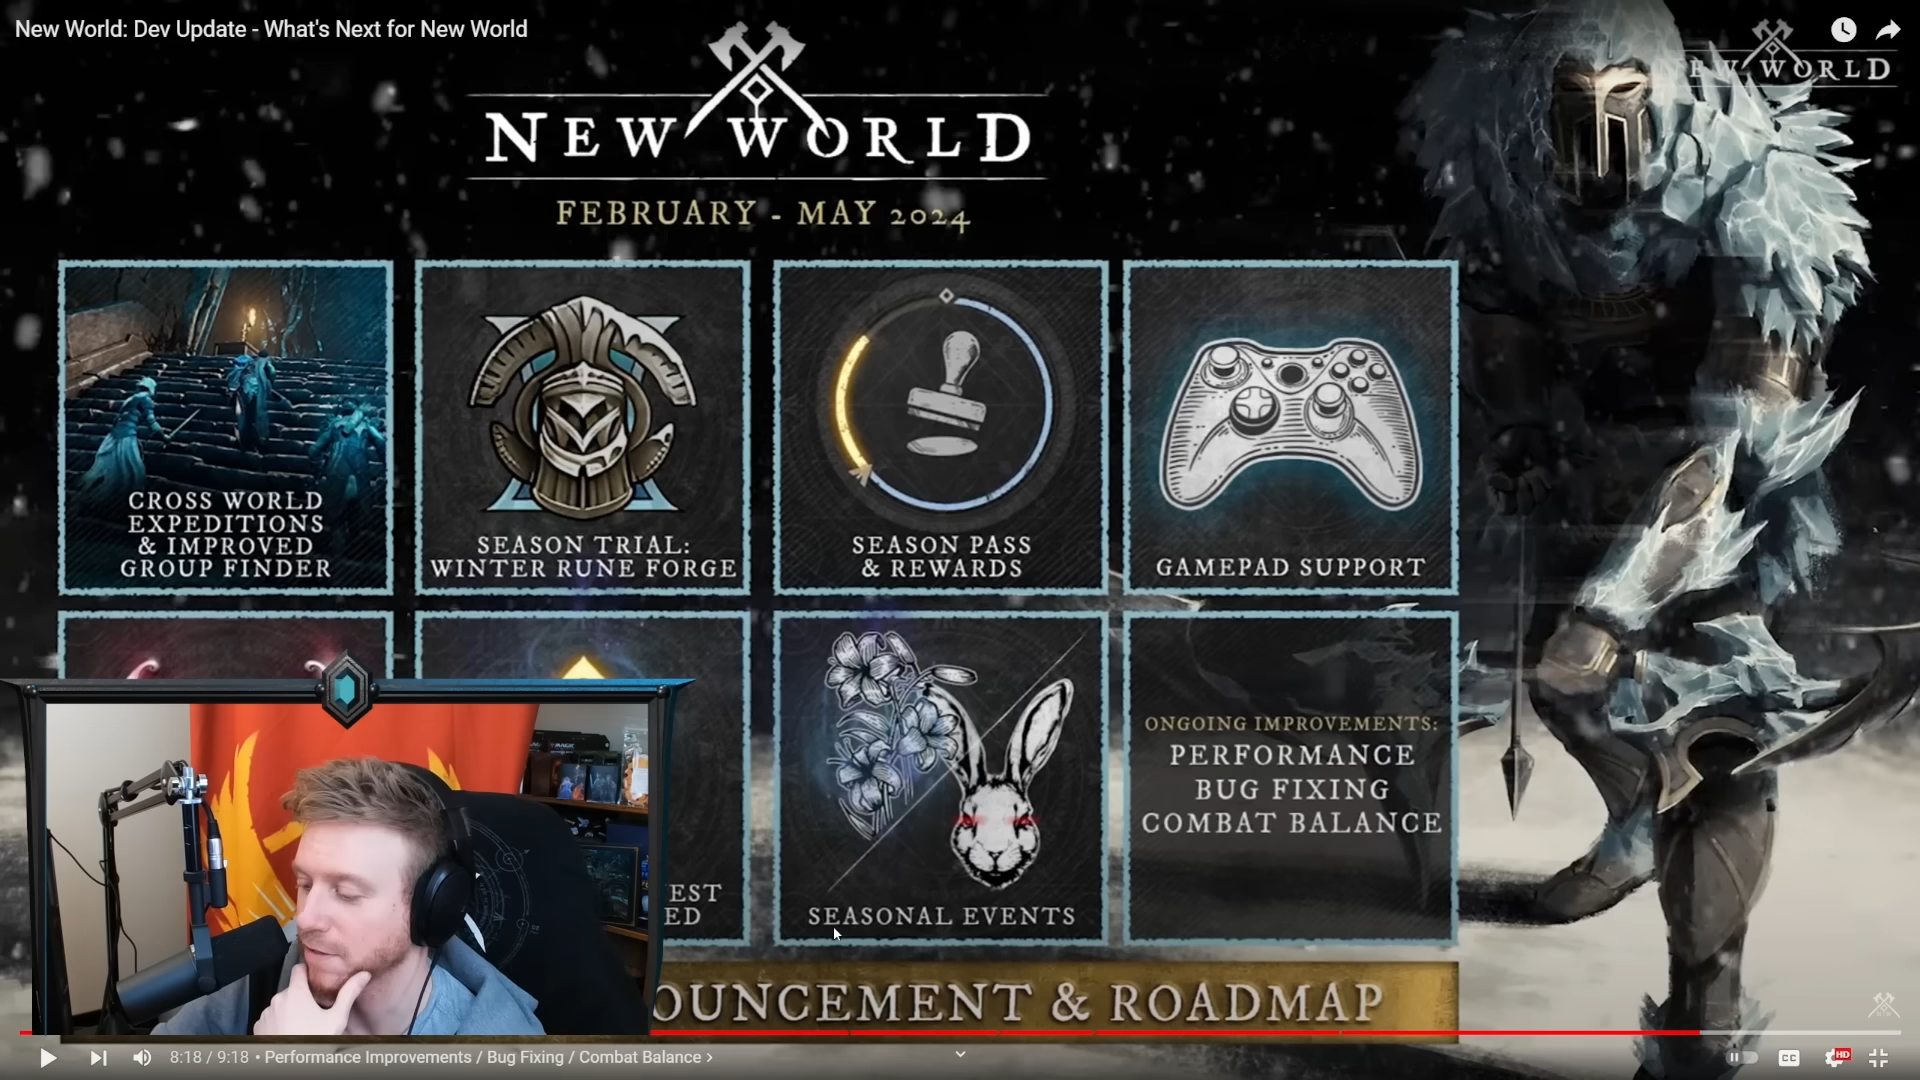 New World: Dev Update - What's Next for New World
NEW WORLD
NEW WORLD
FEBRUARY - MAY 2024
CROSS WORLD
EXPEDITIONS
& IMPROVED
GROUP FINDER
SEASON TRIAL:
WINTER RUNE FORGE
SEASON PASS
& REWARDS
GAMEPAD SUPPORT
EST
ED
SEASONAL EVENTS
ONGOING IMPROVEMENTS:
PERFORMANCE
BUG FIXING
COMBAT BALANCE
OUNCEMENT & ROADMAP
8:18 / 9:18 • Performance Improvements / Bug Fixing / Combat Balance >
CC
HD